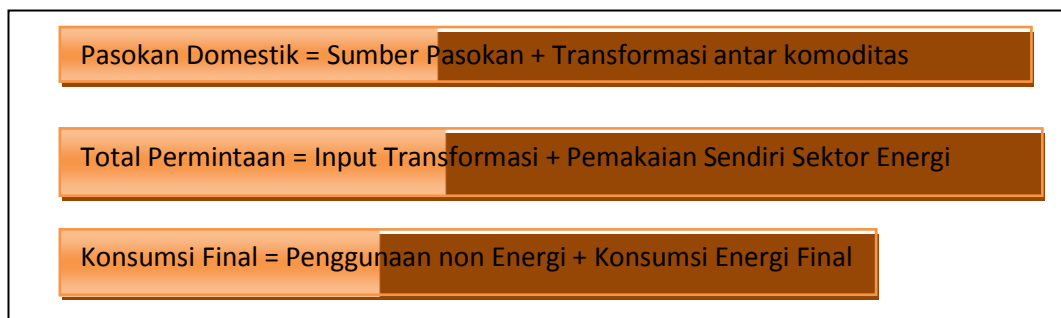 Pasokan Domestik = Sumber Pasokan + Transformasi antar komoditas
Total Permintaan = Input Transformasi + Pemakaian Sendiri Sektor Energi
Konsumsi Final = Penggunaan non Energi + Konsumsi Energi Final